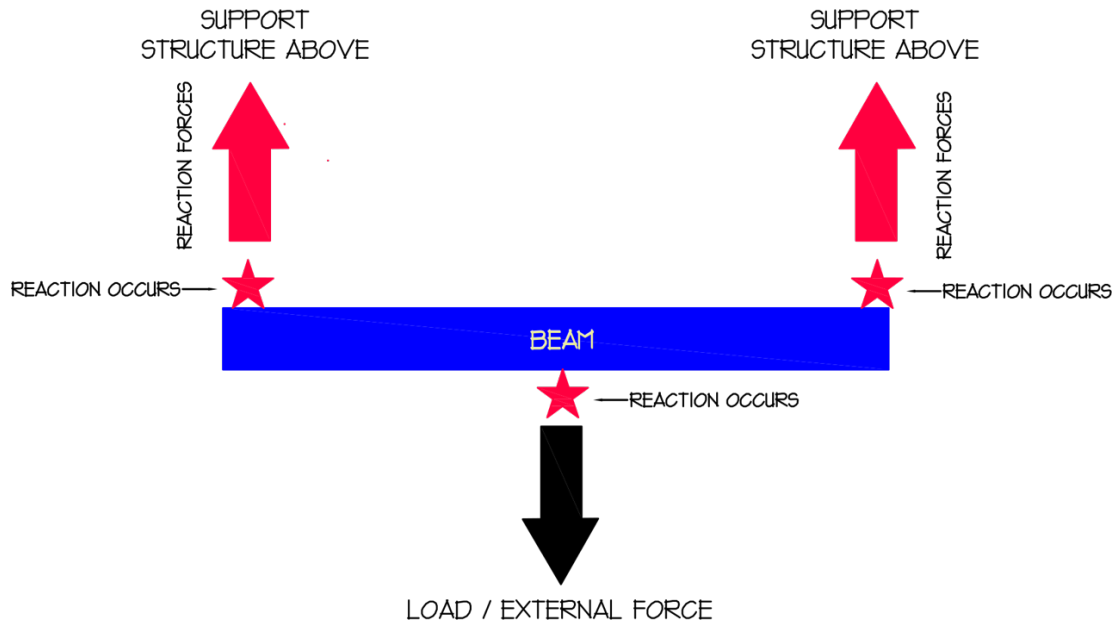 SUPPORT
STRUCTURE ABOVE
SUPPORT
STRUCTURE ABOVE
REACTION FORCES
REACTION FORCES
REACTION OCCURS
REACTION OCCURS
BEAM
REACTION OCCURS
LOAD / EXTERNAL FORCE